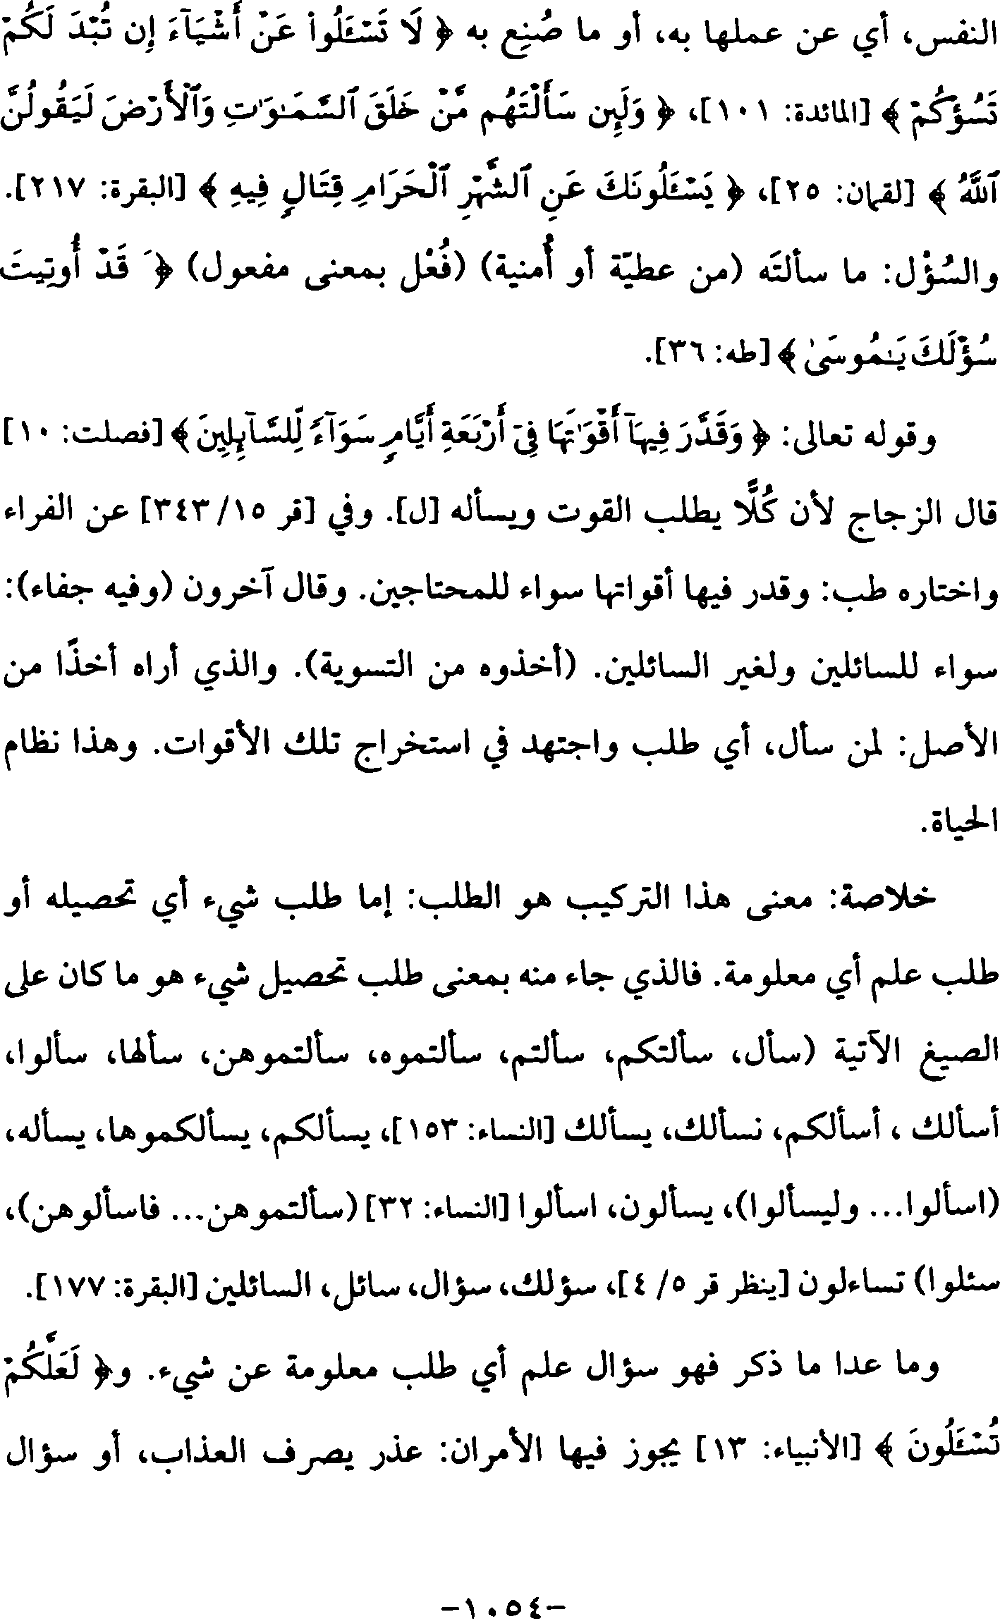 النفس، أي عن عملها به، أو ما صُنِع به ﴿ لَا تَسْـَٔلُوا۟ عَنْ أَشْيَآءَ إِن تُبْدَ لَكُمْ
تَسُؤْكُمْ ﴾ [المائدة: ١٠١]، ﴿ وَلَئِن سَأَلْتَهُم مَّنْ خَلَقَ ٱلسَّمَـٰوَٰتِ وَٱلْأَرْضَ لَيَقُولُنَّ
ٱللَّهُ ﴾ [لقمان: ٢٥]، ﴿ يَسْـَٔلُونَكَ عَنِ ٱلشَّهْرِ ٱلْحَرَامِ قِتَالٍ فِيهِ ﴾ [البقرة: ٢١٧].
والسُؤْل: ما سألتَه (من عطيّة أو أُمنية) (فُعْل بمعنى مفعول) ﴿ َ قَدْ أُوتِيتَ
سُؤْلَكَ يَـٰمُوسَىٰ ﴾ [طه: ٣٦].
وقوله تعالى: ﴿ وَقَدَّرَ فِيهَآ أَقْوَٰتَهَا فِىٓ أَرْبَعَةِ أَيَّامٍ سَوَآءً لِّلسَّآئِلِينَ ﴾ [فصلت: ١٠]
قال الزجاج لأن كُلًّا يطلب القوت ويسأله [ل]. وفي [قر ١٥/ ٣٤٣] عن الفراء
واختاره طب: وقدر فيها أقواتها سواء للمحتاجين. وقال آخرون (وفيه جفاء):
سواء للسائلين ولغير السائلين. (أخذوه من التسوية). والذي أراه أخذًا من
الأصل: لمن سأل، أي طلب واجتهد في استخراج تلك الأقوات. وهذا نظام
الحياة.
خلاصة: معنى هذا التركيب هو الطلب: إما طلب شيء أي تحصيله أو
طلب علم أي معلومة. فالذي جاء منه بمعنى طلب تحصيل شيء هو ما كان على
الصيغ الآتية (سأل، سألتكم، سألتم، سألتموه، سألتموهن، سألها، سألوا،
أسألك ، أسألكم، نسألك، يسألك [النساء: ١٥٣]، يسألكم، يسألكموها، يسأله،
(اسألوا... وليسألوا)، يسألون، اسألوا [النساء: ٣٢] (سألتموهن... فاسألوهن)،
سئلوا) تساءلون [ينظر قر ٥/ ٤]، سؤلك، سؤال، سائل، السائلين [البقرة: ١٧٧].
وما عدا ما ذكر فهو سؤال علم أي طلب معلومة عن شيء. و﴿ لَعَلَّكُمْ
تُسْـَٔلُونَ ﴾ [الأنبياء: ١٣] يجوز فيها الأمران: عذر يصرف العذاب، أو سؤال
-١٠٥٤-